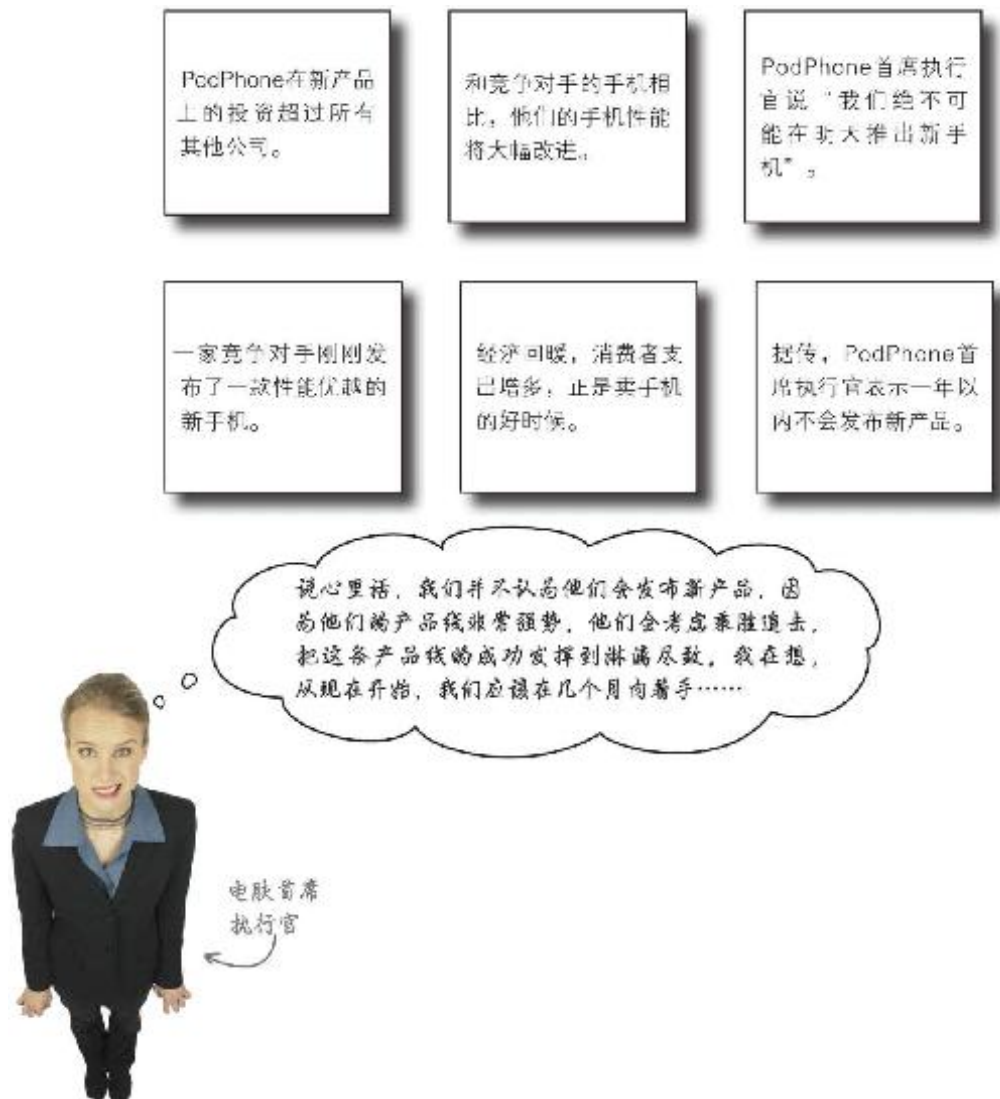 PodPhone在新产品
上的投资超过所有
其他公司。
和竞争对手的手机相
比，他们的手机性能
将大幅改进。
PodPhone首席执行
官说“我们绝不可
能在明天推出新手
机”。
一家竞争对手刚刚发
布了一款性能优越的
新手机。
经济回暖，消费者支
出增多，正是卖手机
的好时候。
据传，PodPhone首
席执行官表示一年以
内不会发布新产品。
说心里话，我们并不认为他们会发布新产品，因
为他们的产品线非常强势，他们会考虑乘胜追击，
把这条产品线的成功发挥到淋漓尽致。我在想，
从现在开始，我们应该在几个月内着手……
电肤首席
执行官